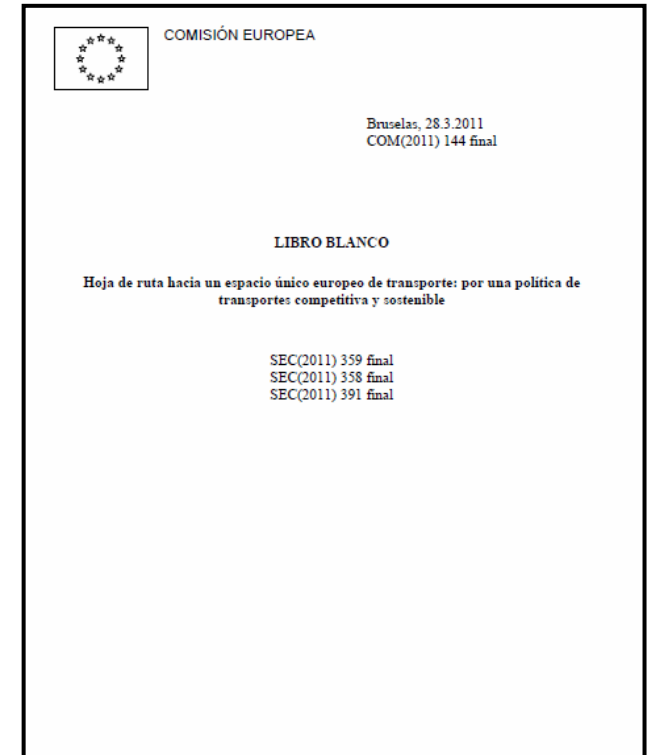 COMISIÓN EUROPEA
Bruselas, 28.3.2011
COM(2011) 144 final
LIBRO BLANCO
Hoja de ruta hacia un espacio único europeo de transporte: por una política de
transportes competitiva y sostenible
SEC(2011) 359 final
SEC(2011) 358 final
SEC(2011) 391 final